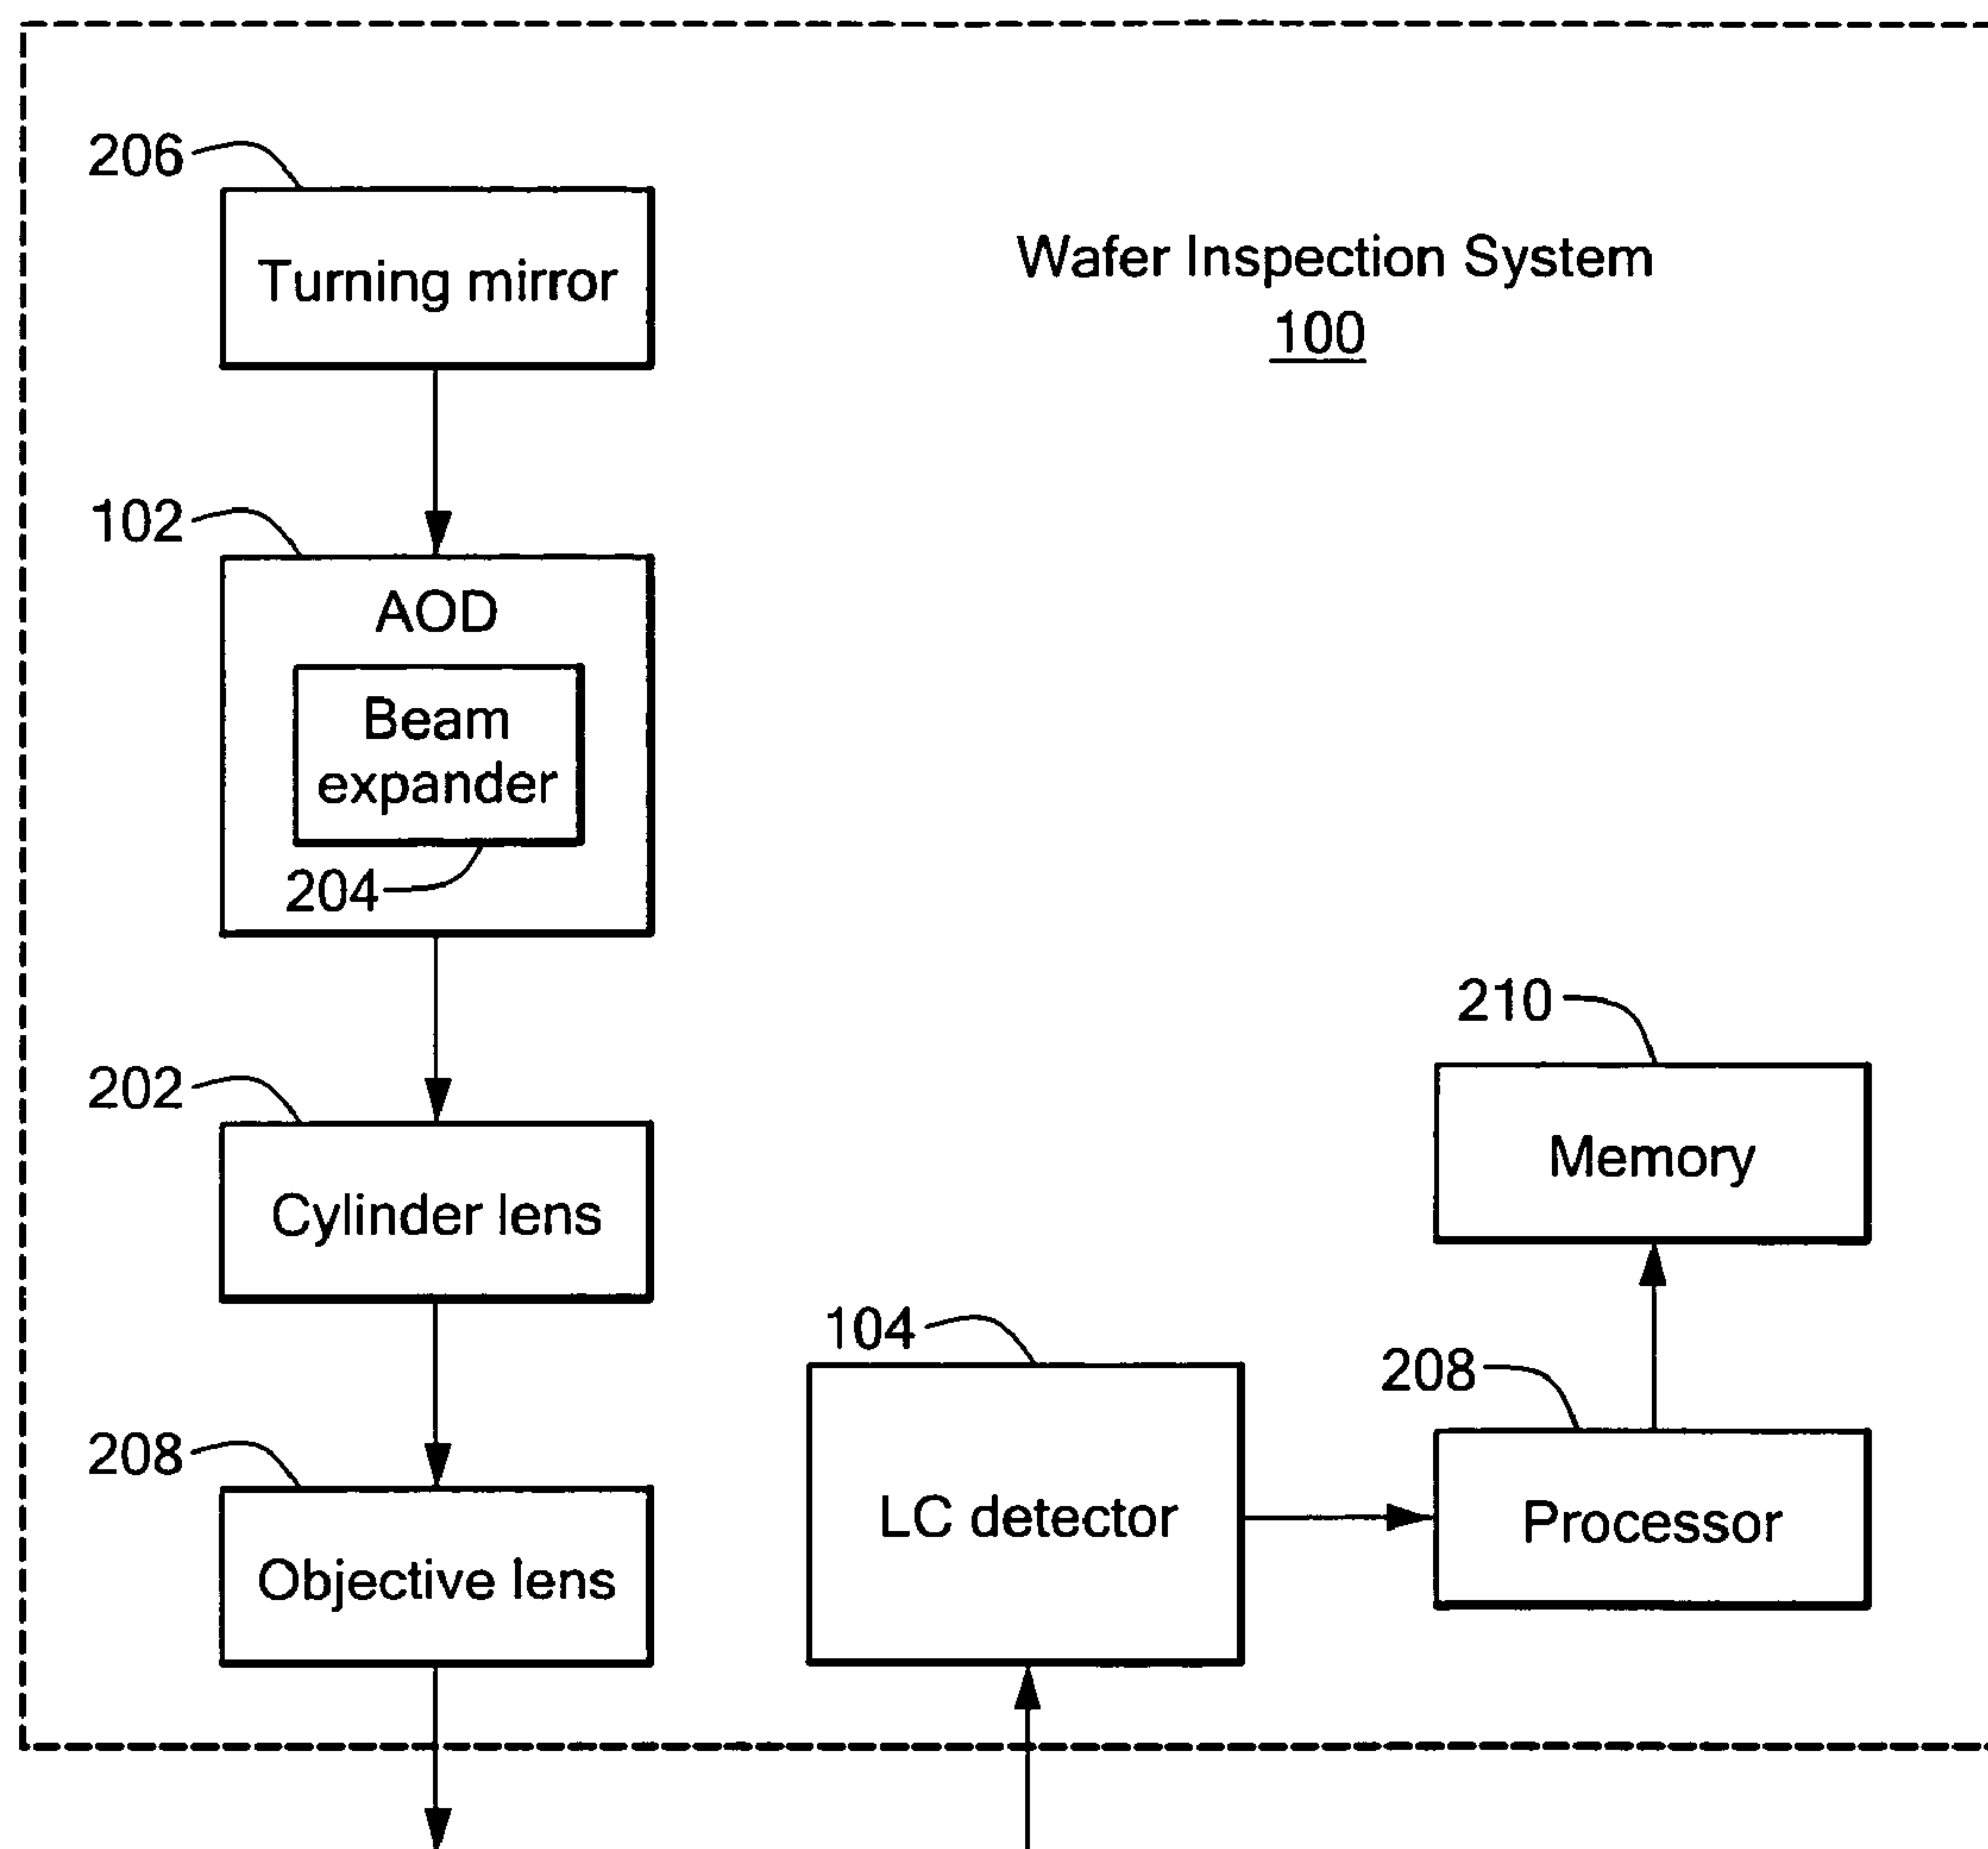 206
Turning mirror
Wafer Inspection System
100
102
AOD
Beam
expander
204
202
Cylinder lens
210
Memory
104
LC detector
208
Processor
208
Objective lens